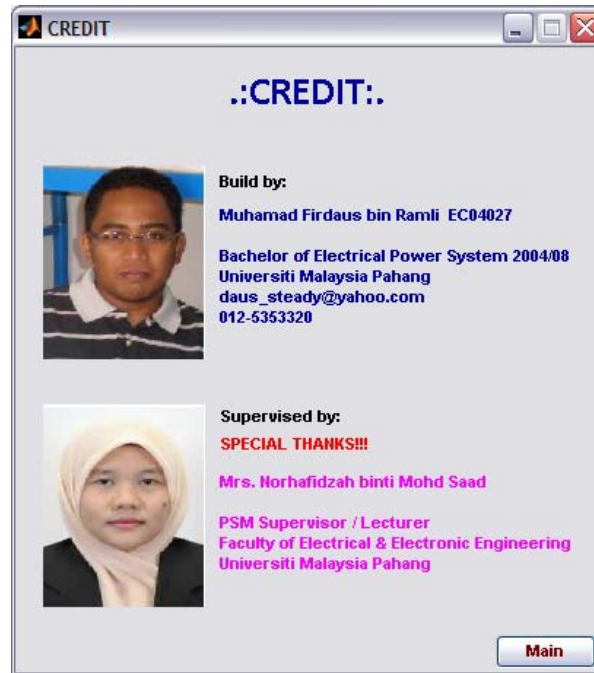 CREDIT
.:CREDIT:.
Build by:
Muhamad Firdaus bin Ramli EC04027
Bachelor of Electrical Power System 2004/08
Universiti Malaysia Pahang
daus_steady@yahoo.com
012-5353320
Supervised by:
SPECIAL THANKS!!!
Mrs. Norhafidzah binti Mohd Saad
PSM Supervisor / Lecturer
Faculty of Electrical & Electronic Engineering
Universiti Malaysia Pahang
Main